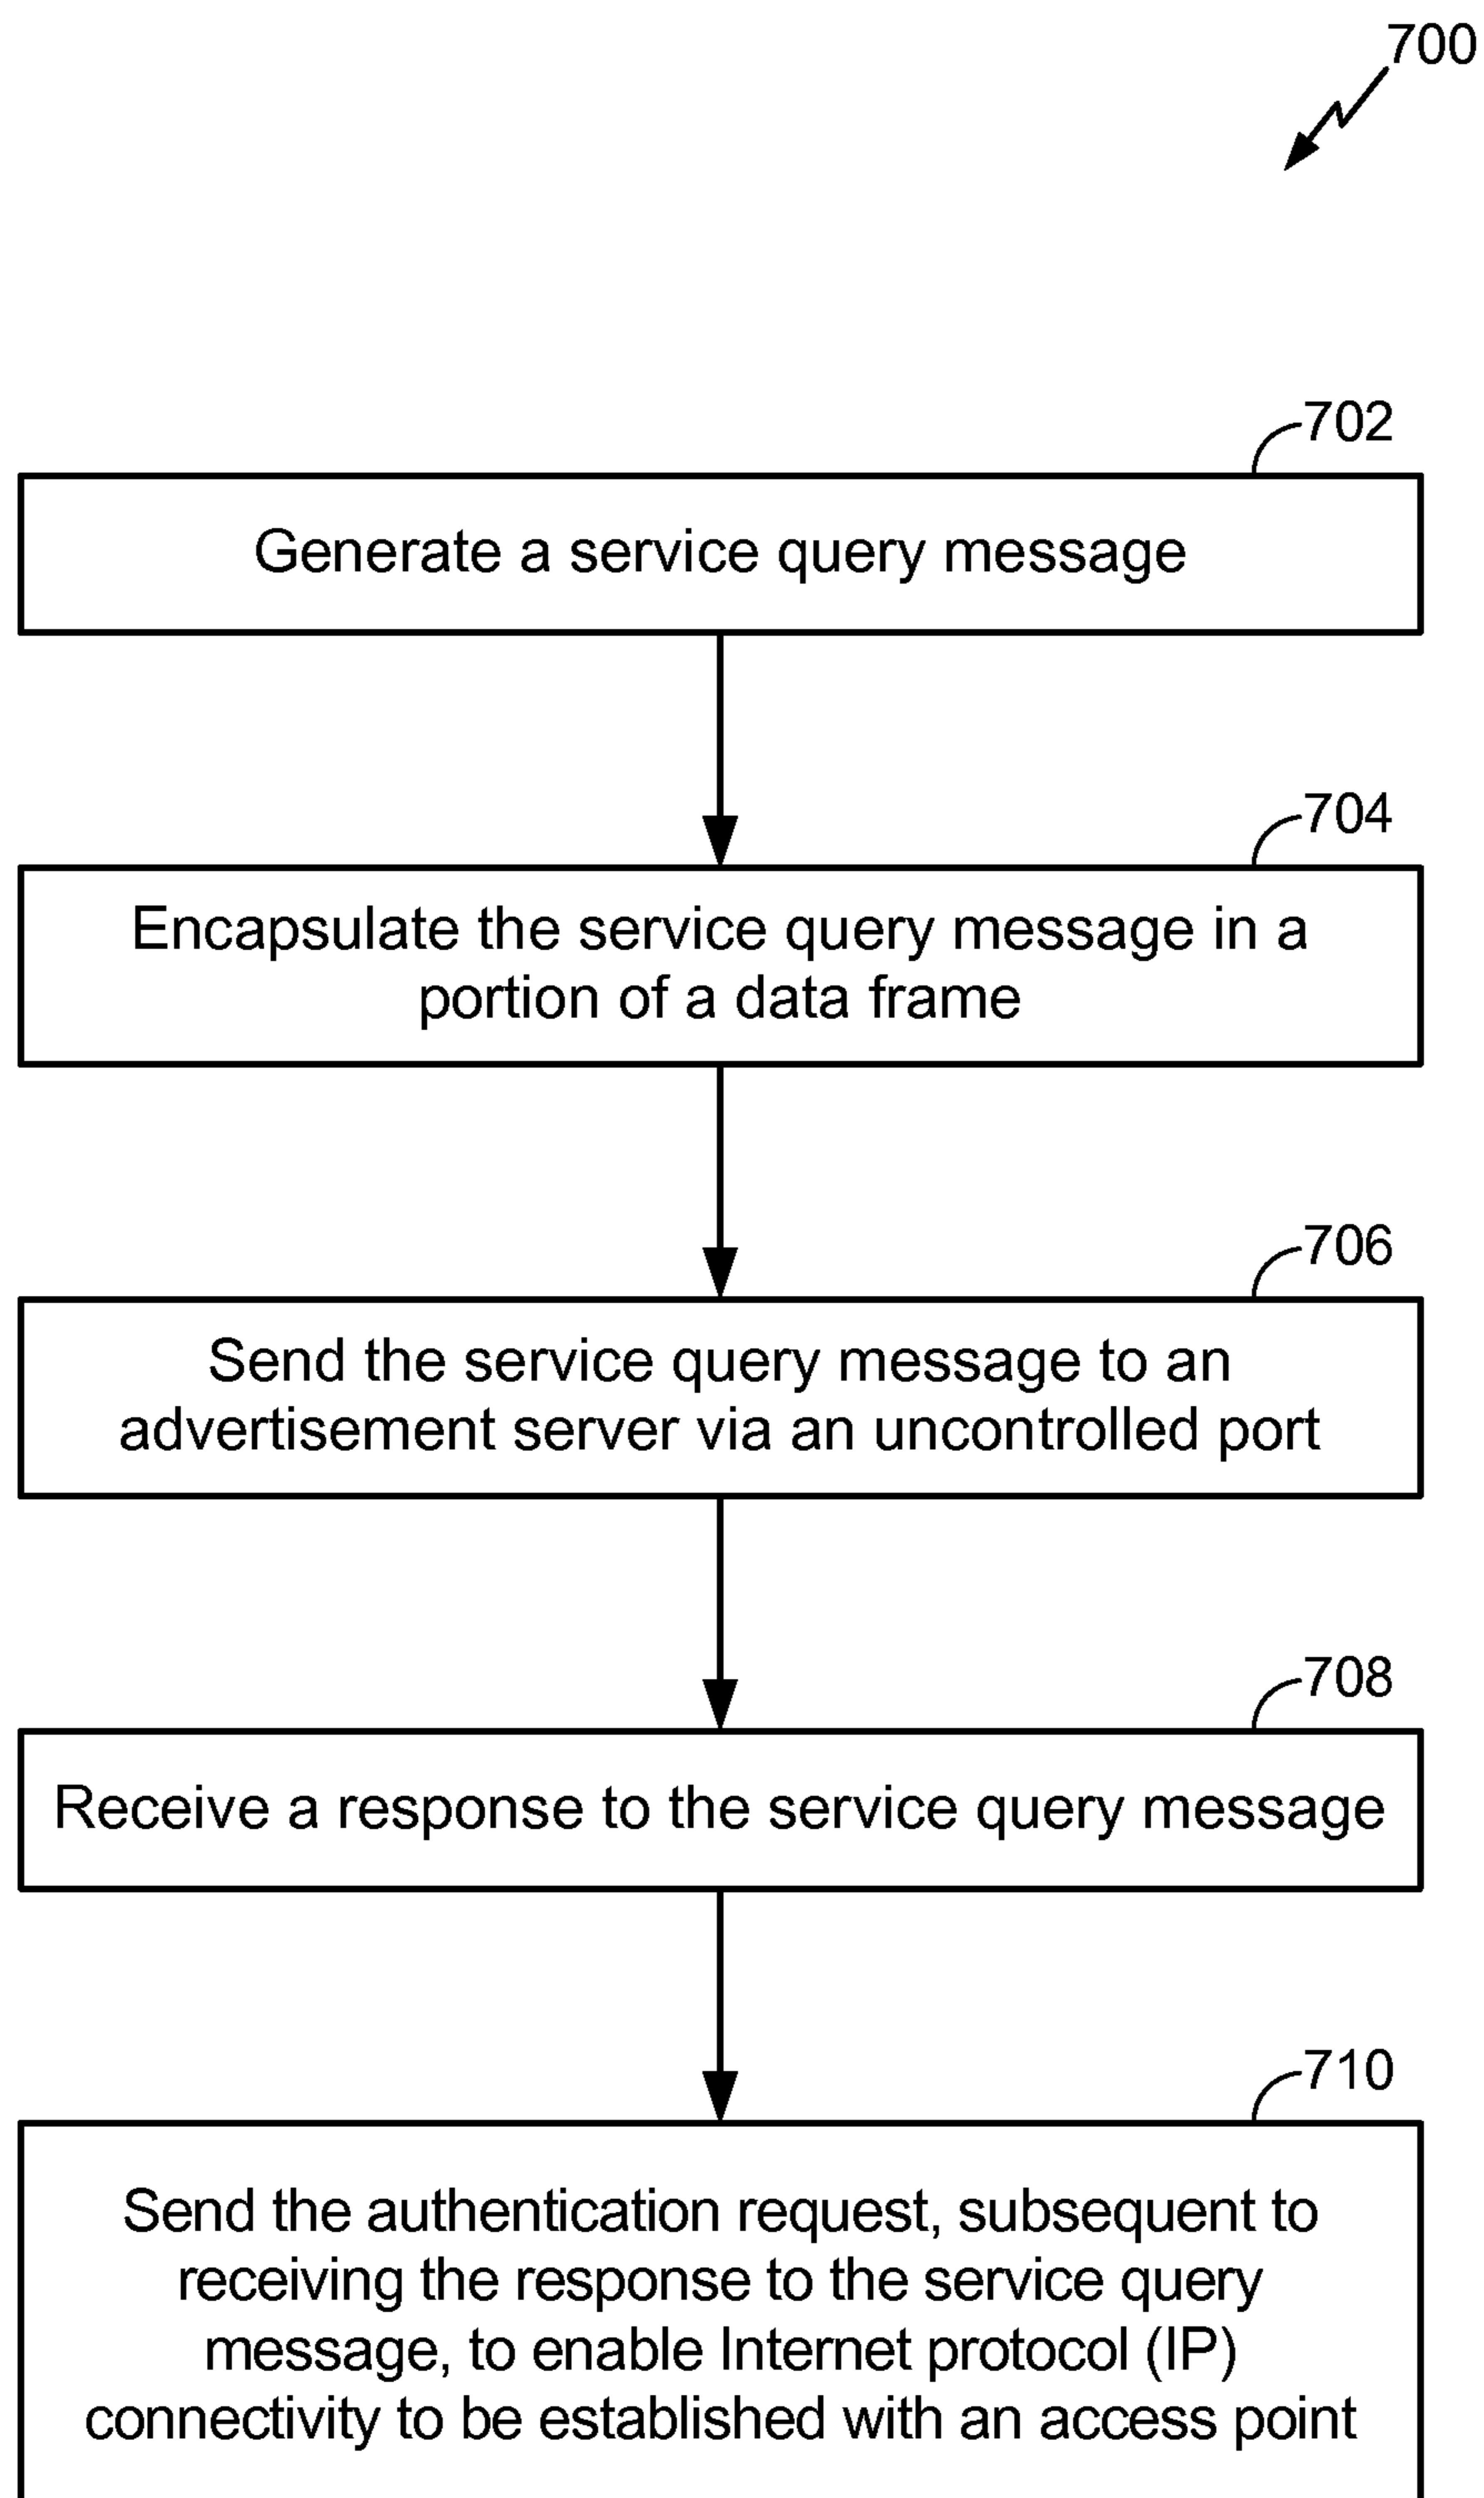 700
702
Generate a service query message
704
Encapsulate the service query message in a
portion of a data frame
706
Send the service query message to an
advertisement server via an uncontrolled port
708
Receive a response to the service query message
710
Send the authentication request, subsequent to
receiving the response to the service query
message, to enable Internet protocol (IP)
connectivity to be established with an access point